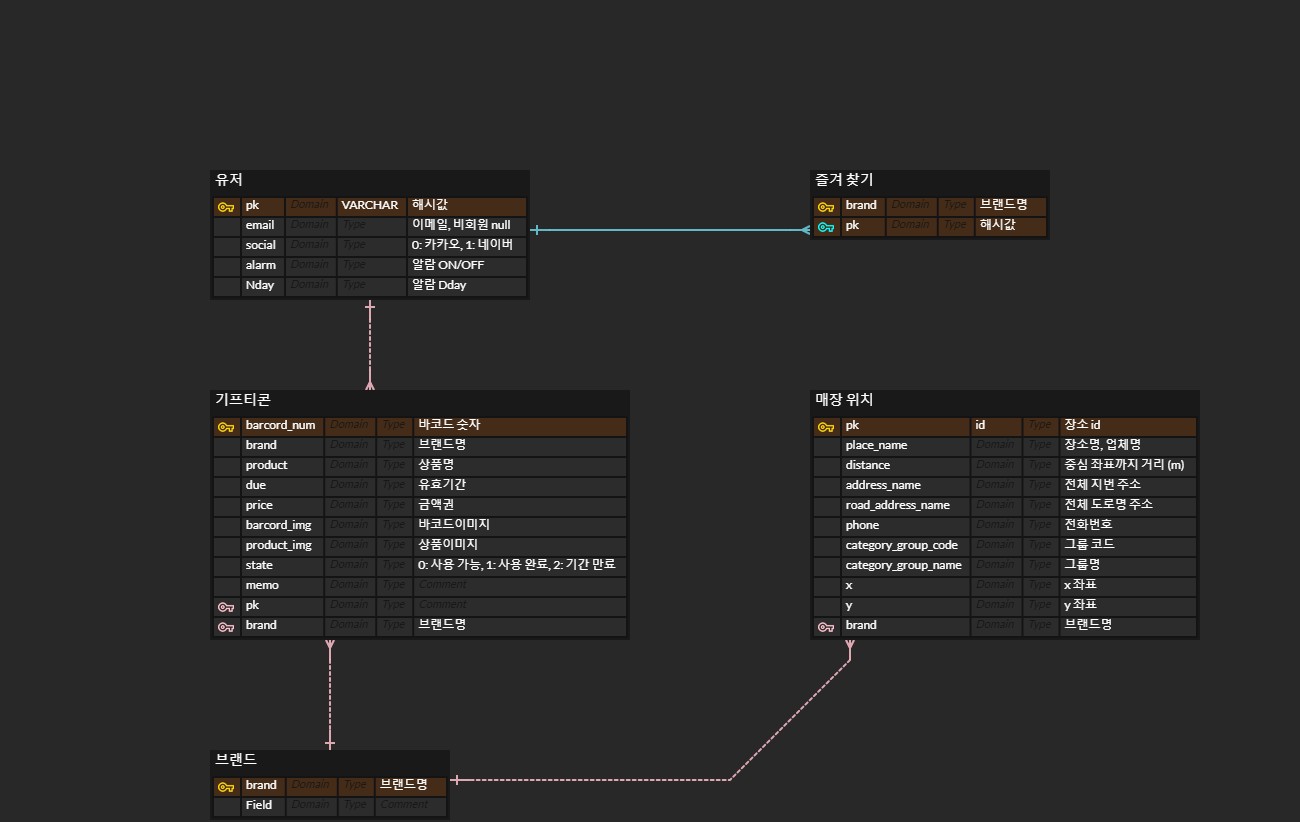 유저
pk Domain VARCHAR 해시값
email Domain Type 이메일, 비회원 null
social Domain Type 0: 카카오, 1: 네이버
alarm Domain Type 알람 ON/OFF
Nday Domain Type 알람 Dday
즐겨 찾기
brand Domain Type 브랜드명
pk Domain Type 해시값
기프티콘
barcord_num Domain Type 바코드 숫자
brand Domain Type 브랜드명
product Domain Type 상품명
due Domain Type 유효기간
price Domain Type 금액권
barcord_img Domain Type 바코드이미지
product_img Domain Type 상품이미지
state Domain Type 0: 사용 가능, 1: 사용 완료, 2: 기간 만료
memo Domain Type Comment
pk Domain Type Comment
brand Domain Type 브랜드명
매장 위치
pk id Type 장소 id
place_name Domain Type 장소명, 업체명
distance Domain Type 중심 좌표까지 거리 (m)
address_name Domain Type 전체 지번 주소
road_address_name Domain Type 전체 도로명 주소
phone Domain Type 전화번호
category_group_code Domain Type 그룹 코드
category_group_name Domain Type 그룹명
x Domain Type x 좌표
y Domain Type y 좌표
brand Domain Type 브랜드명
브랜드
brand Domain Type 브랜드명
Field Domain Type Comment